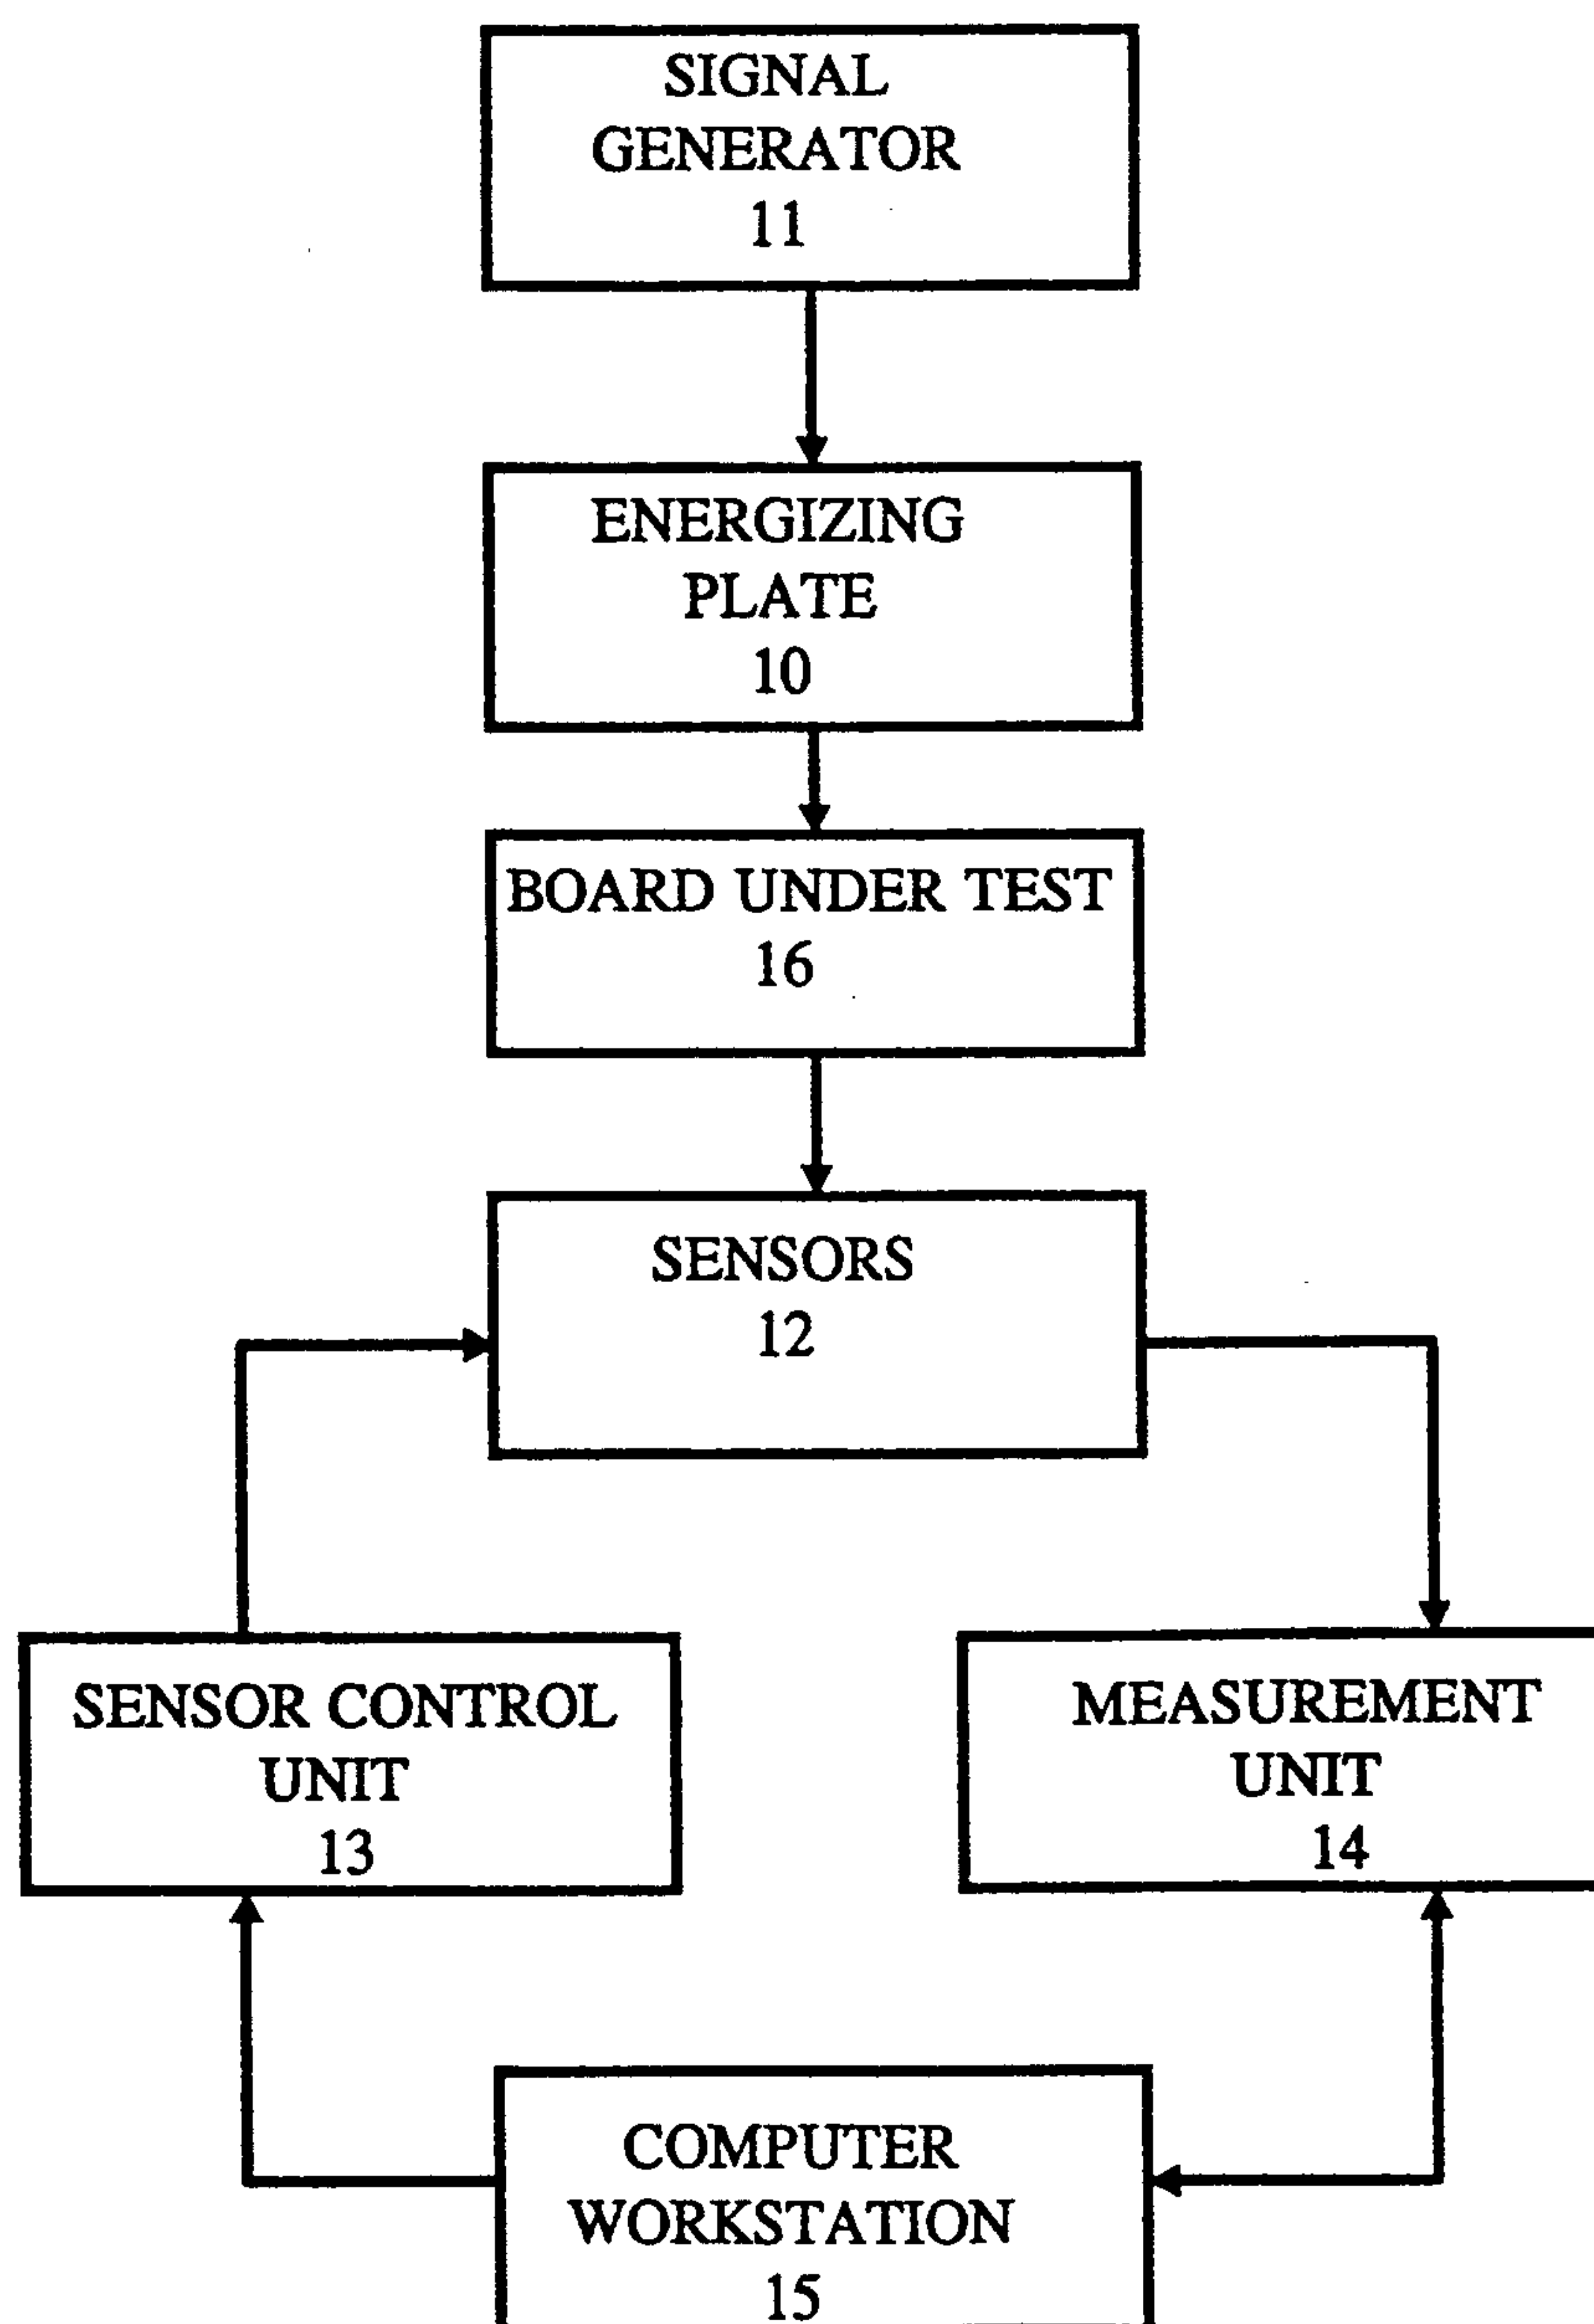 SIGNAL
GENERATOR
11
ENERGIZING
PLATE
10
BOARD UNDER TEST
16
SENSORS
12
SENSOR CONTROL
UNIT
13
MEASUREMENT
UNIT
14
COMPUTER
WORKSTATION
15